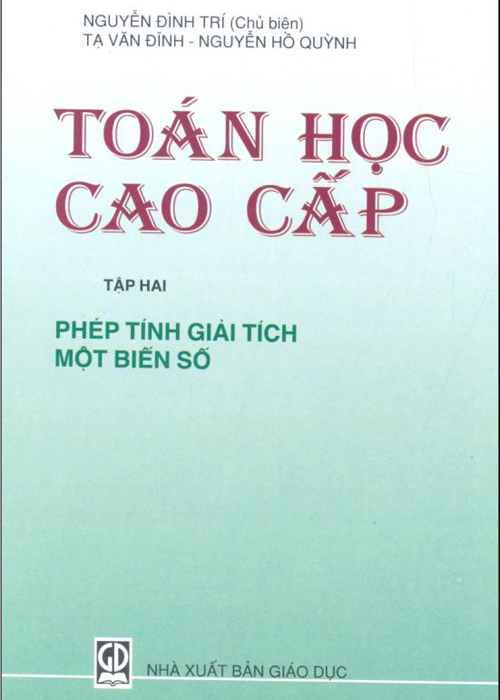 NGUYỄN ĐÌNH TRÍ (Chủ biên)
TẠ VĂN ĐĨNH - NGUYỄN HỒ QUỲNH
TOÁN HỌC
CAO CẤP
TẬP HAI
PHÉP TÍNH GIẢI TÍCH
MỘT BIẾN SỐ
GD
NHÀ XUẤT BẢN GIÁO DỤC